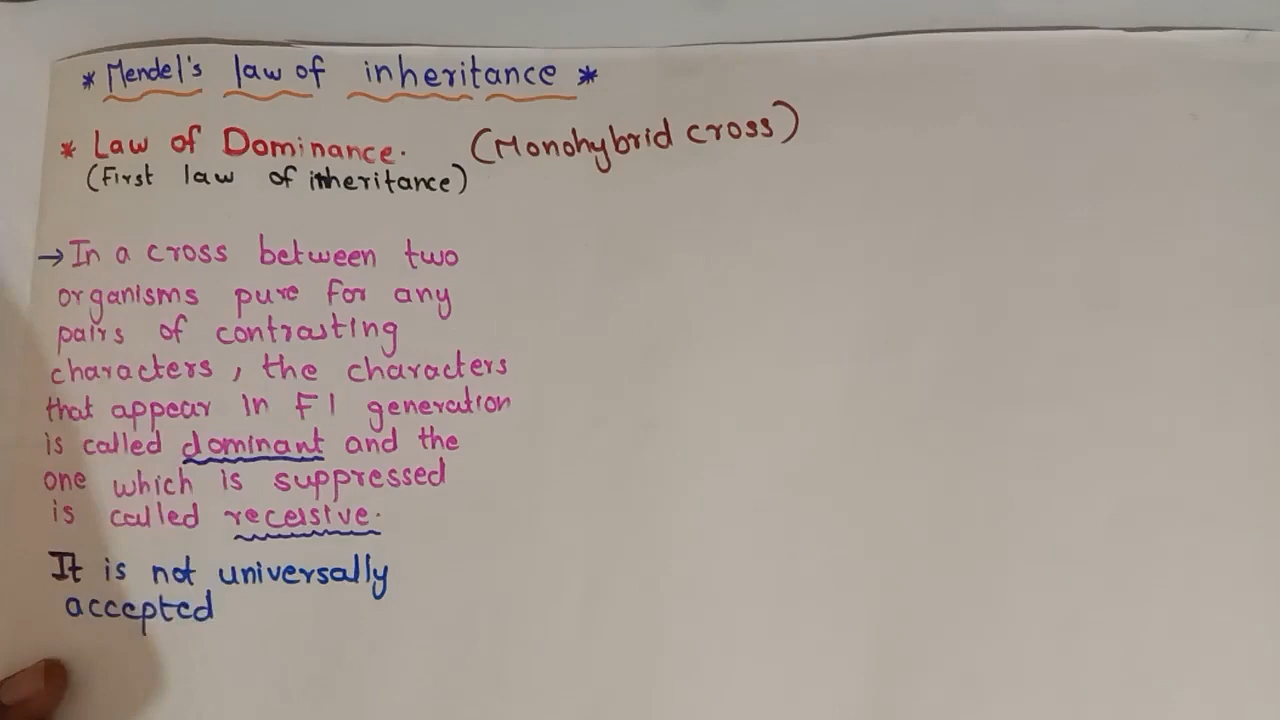 * Mendel's law of inheritance *
* Law of Dominance. (Monohybrid cross)
(First law of inheritance)
→ In a cross between two
organisms pure for any
pairs of contrasting
characters, the characters
that appear in F1 generation
is called dominant and the
one which is suppressed
is called recessive.
It is not universally
accepted